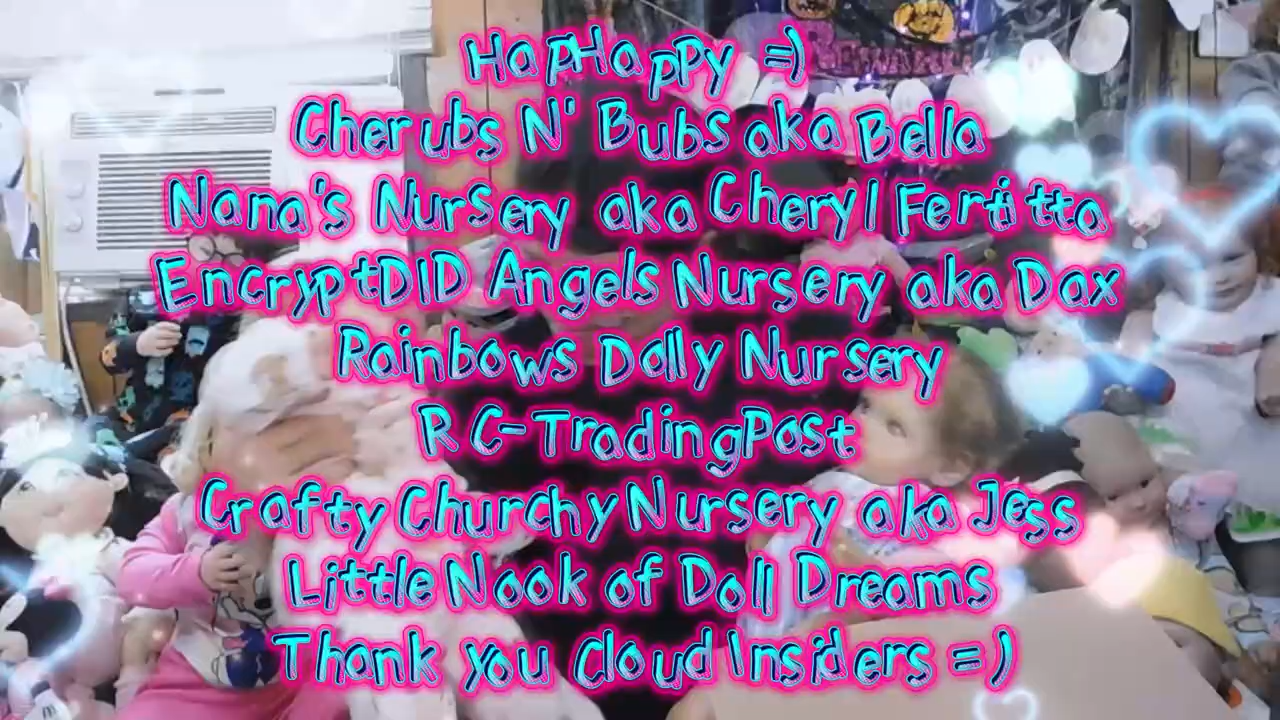 HapHappy =)
Cherubs N' Bubs aka Bella
Nana's Nursery aka Cheryl Fertitta
EncryptDID Angels Nursery aka Dax
Rainbows Dolly Nursery
RC-TradingPost
Crafty Churchy Nursery aka Jess
Little Nook of Doll Dreams
Thank you Cloud Insiders =)